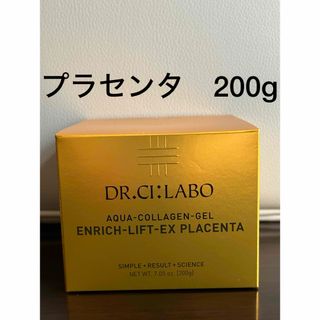 プラセンタ 200g
DR.CI:LABO
AQUA-COLLAGEN-GEL
ENRICH-LIFT-EX PLACENTA
SIMPLE + RESULT + SCIENCE
NET WT. 7.05 oz. (200g)